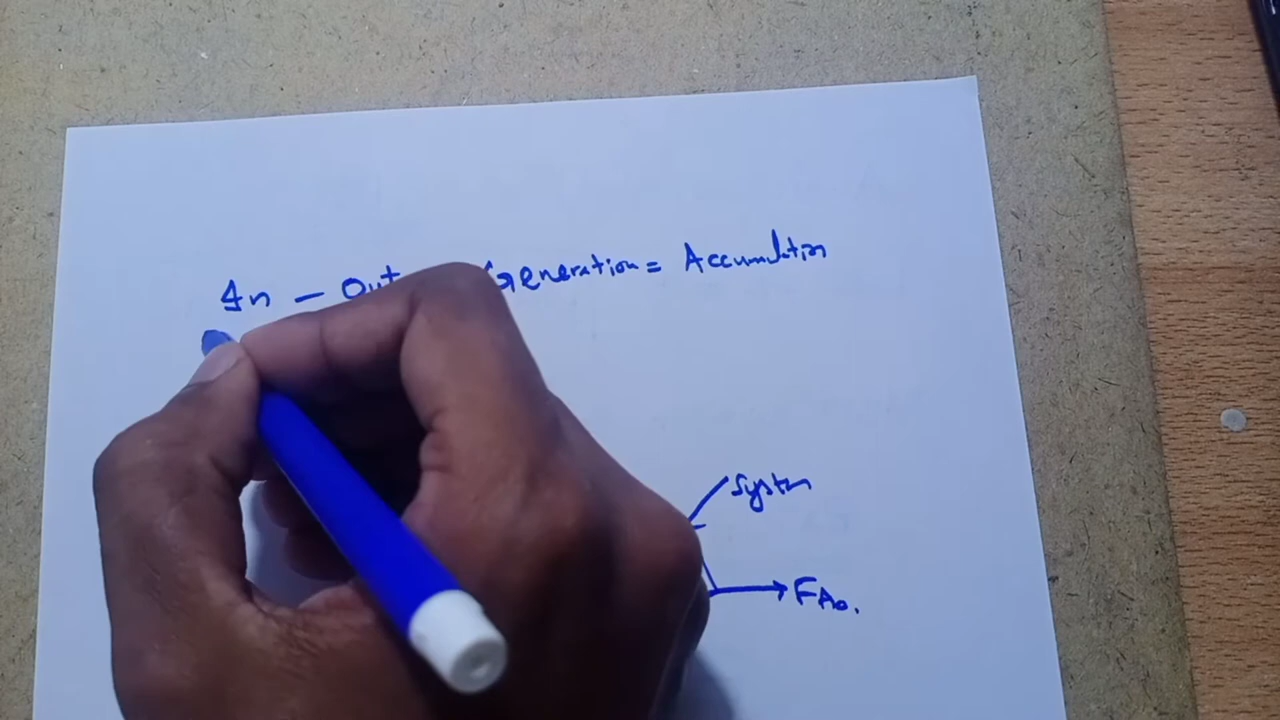 In - Out Generation = Accumulation
System
FAo.